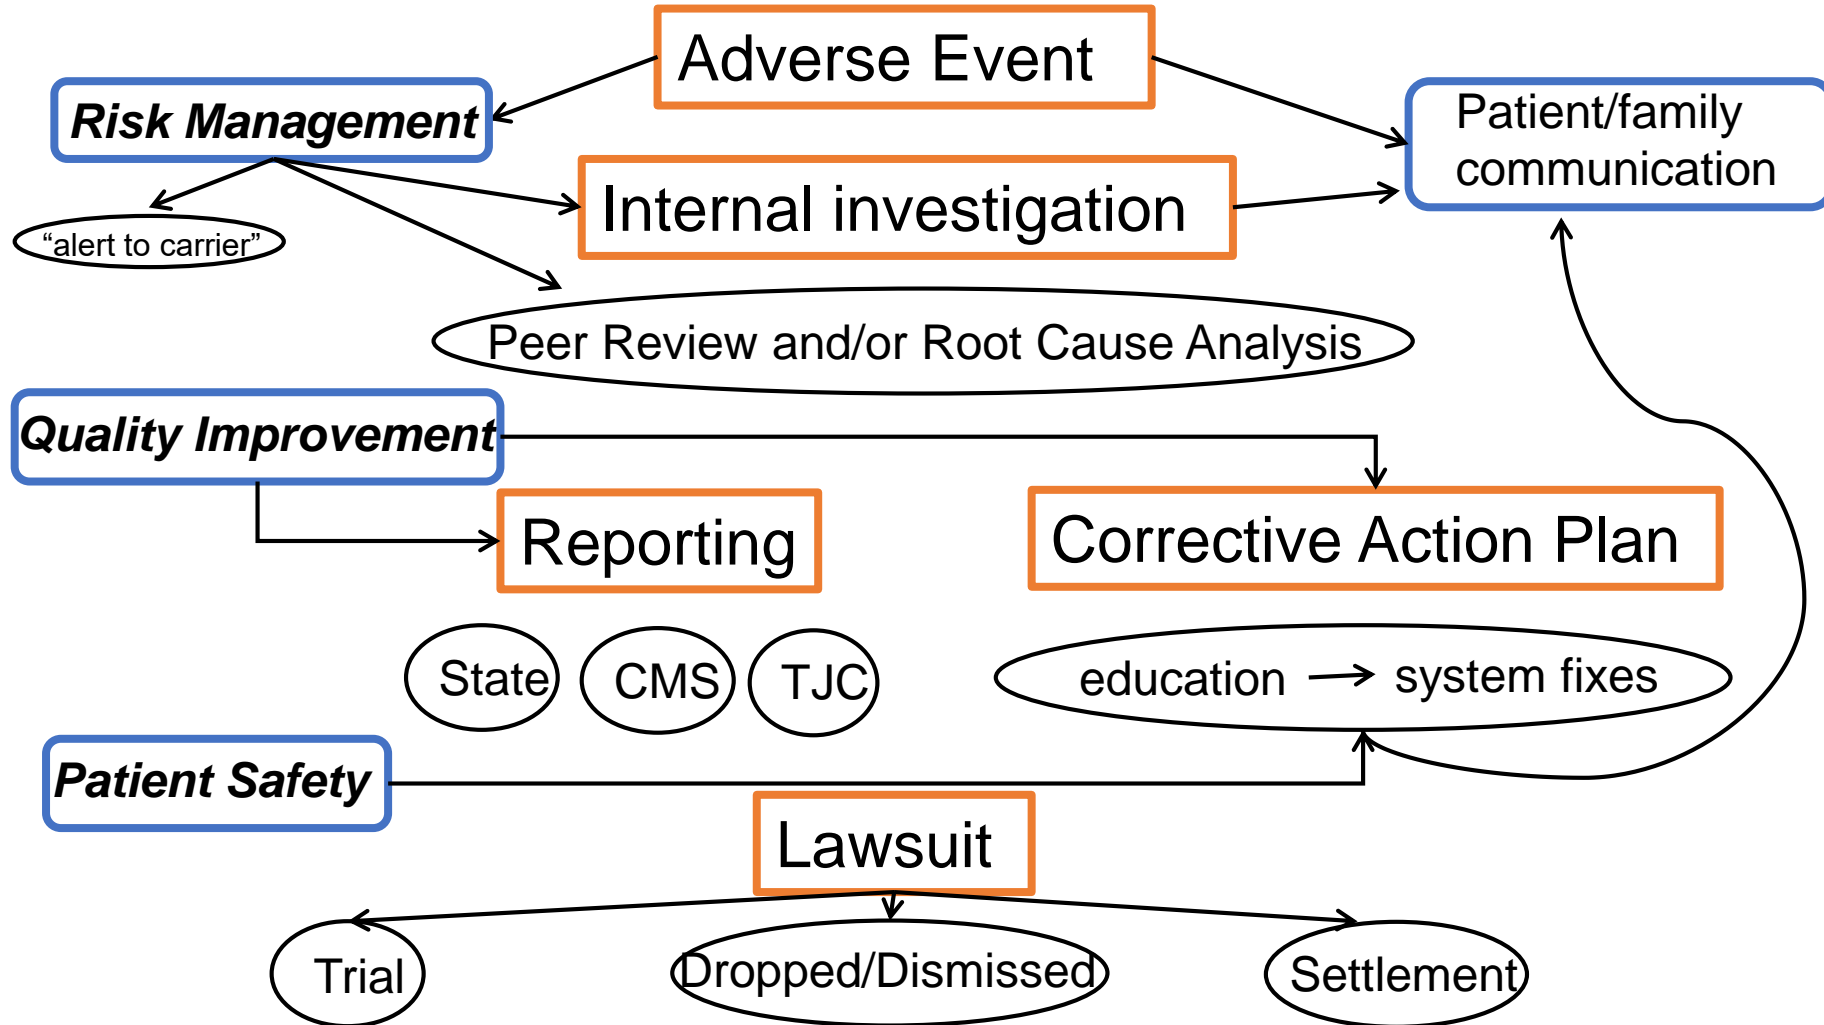 Adverse Event
Risk Management
Patient/family
communication
Internal investigation
“alert to carrier”
Peer Review and/or Root Cause Analysis
Quality Improvement
Reporting
Corrective Action Plan
State
CMS
TJC
education
system fixes
Patient Safety
Lawsuit
Trial
Dropped/Dismissed
Settlement